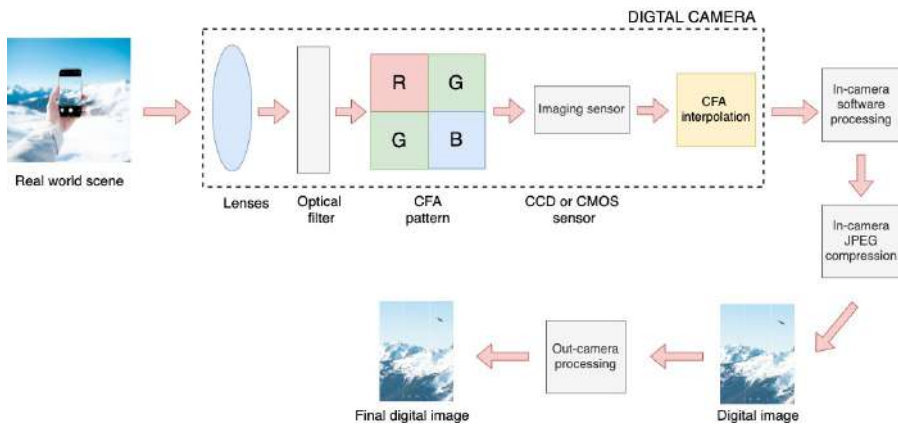 DIGTAL CAMERA
R
G
G
B
Imaging sensor
CFA
interpolation
In-camera
software
processing
Real world scene
Lenses
Optical
filter
CFA
pattern
CCD or CMOS
sensor
In-camera
JPEG
compression
Out-camera
processing
Final digital image
Digital image